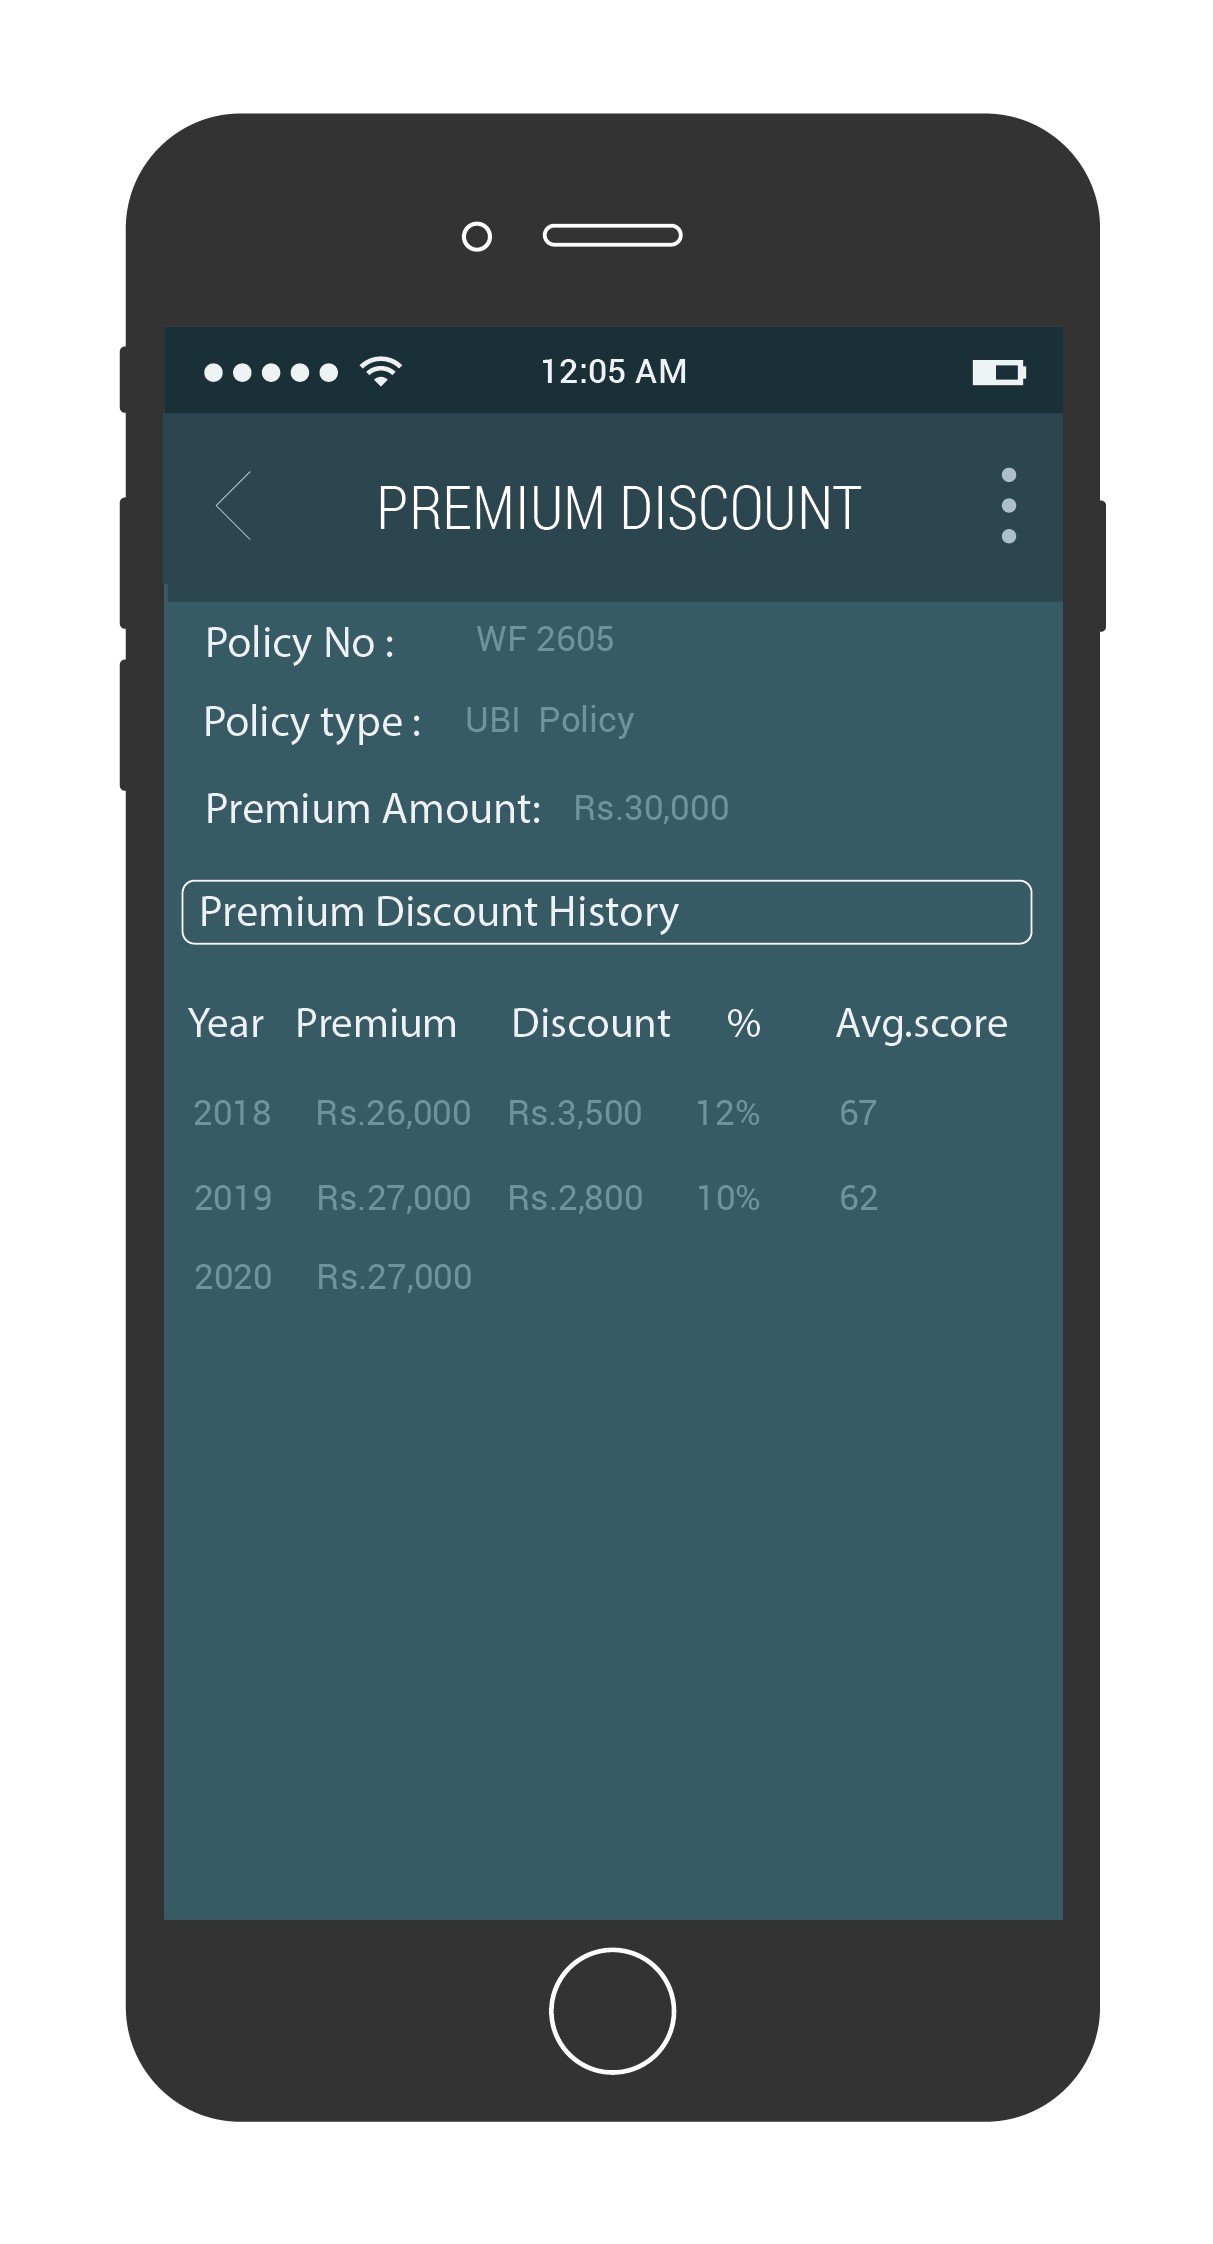 12:05 AM
PREMIUM DISCOUNT
Policy No : WF 2605
Policy type : UBI Policy
Premium Amount: Rs.30,000
Premium Discount History
Year Premium Discount % Avg.score
2018 Rs.26,000 Rs.3,500 12% 67
2019 Rs.27,000 Rs.2,800 10% 62
2020 Rs.27,000